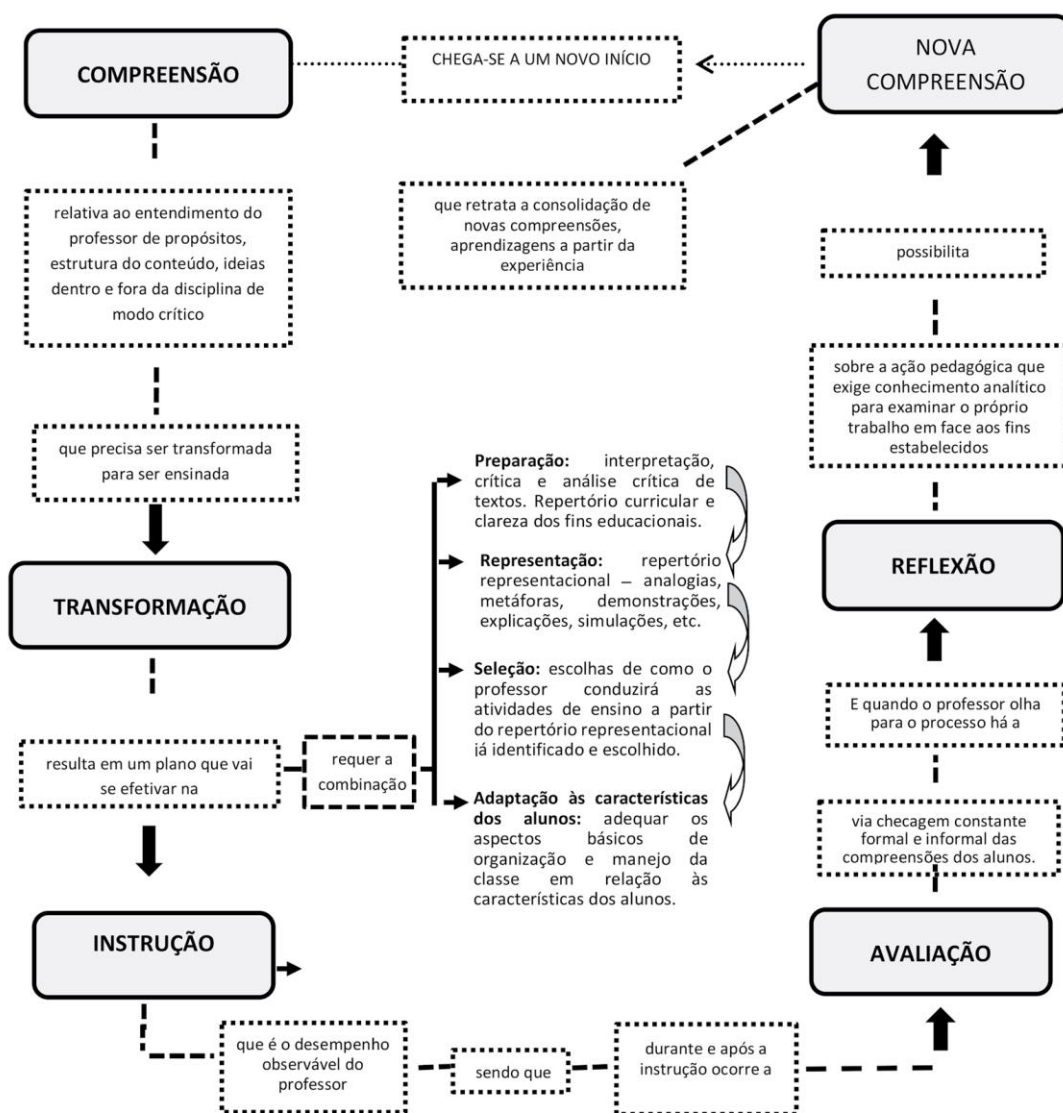 COMPREENSÃO
relativa ao entendimento do
professor de propósitos,
estrutura do conteúdo, ideias
dentro e fora da disciplina de
modo crítico
que precisa ser transformada
para ser ensinada
TRANSFORMAÇÃO
resulta em um plano que vai
se efetivar na
requer a
combinação
Preparação: interpretação,
crítica e análise crítica de
textos. Repertório curricular e
clareza dos fins educacionais.
Representação: repertório
representacional – analogias,
metáforas, demonstrações,
explicações, simulações, etc.
Seleção: escolhas de como o
professor conduzirá as
atividades de ensino a partir
do repertório representacional
já identificado e escolhido.
Adaptação às características
dos alunos: adequar os
aspectos básicos de
organização e manejo da
classe em relação às
características dos alunos.
INSTRUÇÃO
que é o desempenho
observável do
professor
sendo que
durante e após a
instrução ocorre a
AVALIAÇÃO
via checagem constante
formal e informal das
compreensões dos alunos.
E quando o professor olha
para o processo há a
REFLEXÃO
sobre a ação pedagógica que
exige conhecimento analítico
para examinar o próprio
trabalho em face aos fins
estabelecidos
possibilita
NOVA
COMPREENSÃO
que retrata a consolidação de
novas compreensões,
aprendizagens a partir da
experiência
CHEGA-SE A UM NOVO INÍCIO